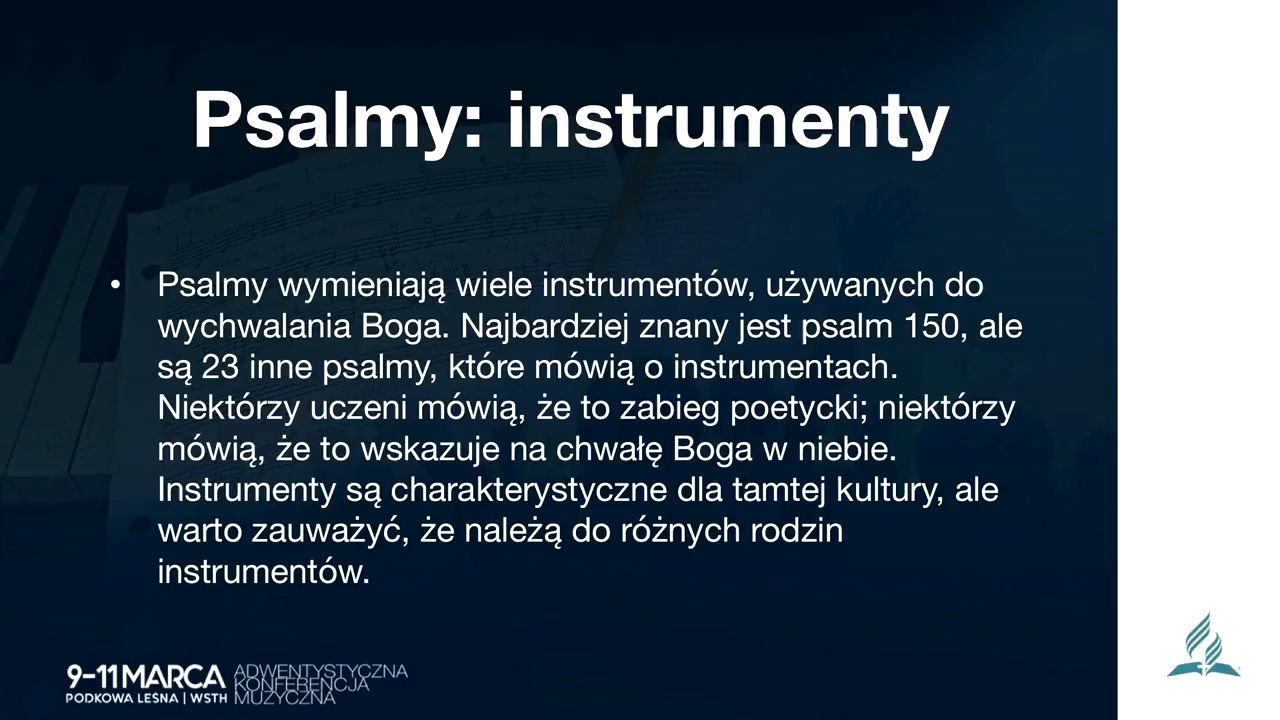 Psalmy: instrumenty
• Psalmy wymieniają wiele instrumentów, używanych do
wychwalania Boga. Najbardziej znany jest psalm 150, ale
są 23 inne psalmy, które mówią o instrumentach.
Niektórzy uczeni mówią, że to zabieg poetycki; niektórzy
mówią, że to wskazuje na chwałę Boga w niebie.
Instrumenty są charakterystyczne dla tamtej kultury, ale
warto zauważyć, że należą do różnych rodzin
instrumentów.
9-11 MARCA
PODKOWA LEŚNA | WSTH
ADWENTYSTYCZNA
KONFERENCJA
MUZYCZNA